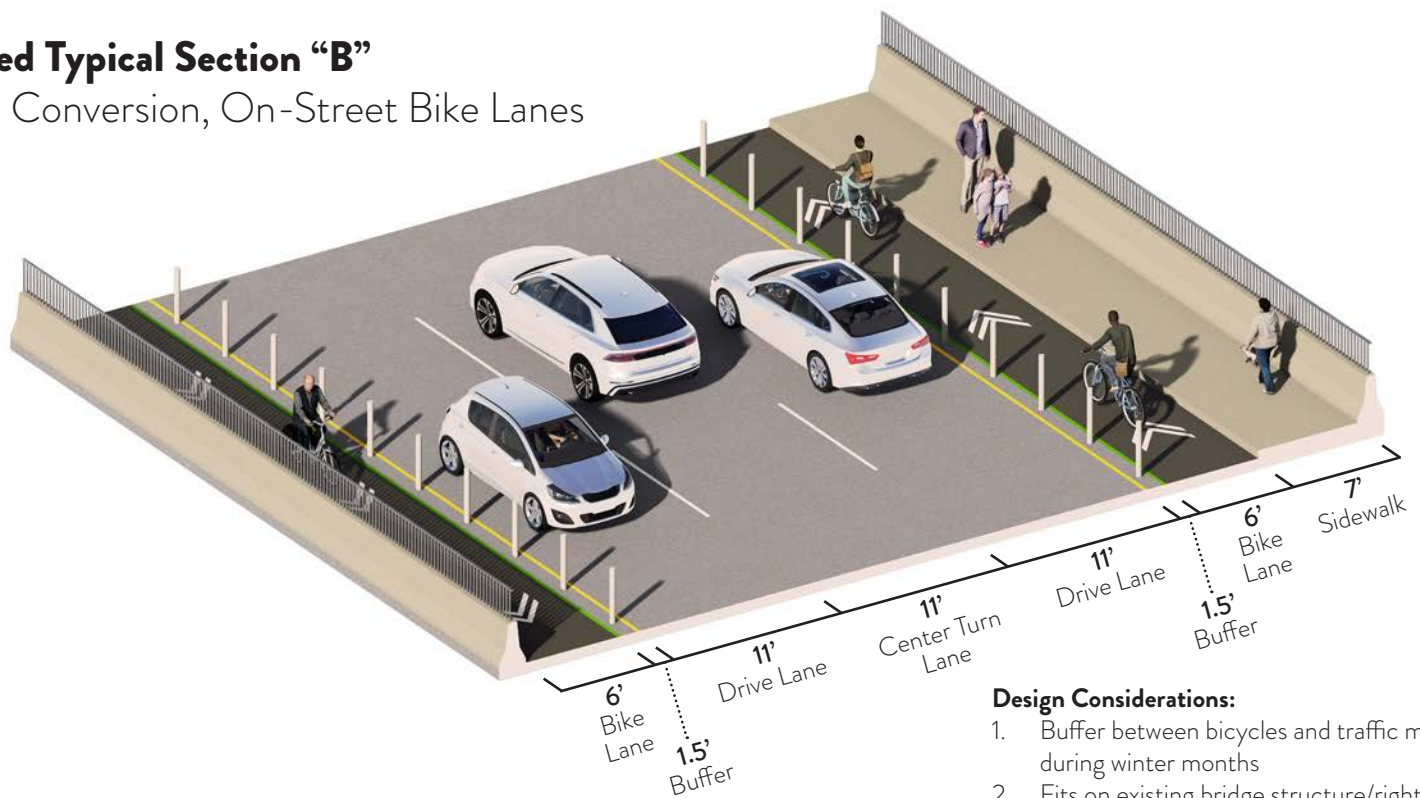 ed Typical Section “B”
Conversion, On-Street Bike Lanes
6’
Bike
Lane
1.5’
Buffer
11’
Drive Lane
11’
Center Turn
Lane
11’
Drive Lane
1.5’
Buffer
6’
Bike
Lane
7’
Sidewalk
Design Considerations:
1. Buffer between bicycles and traffic m
during winter months
2. Fits on existing bridge structure/right